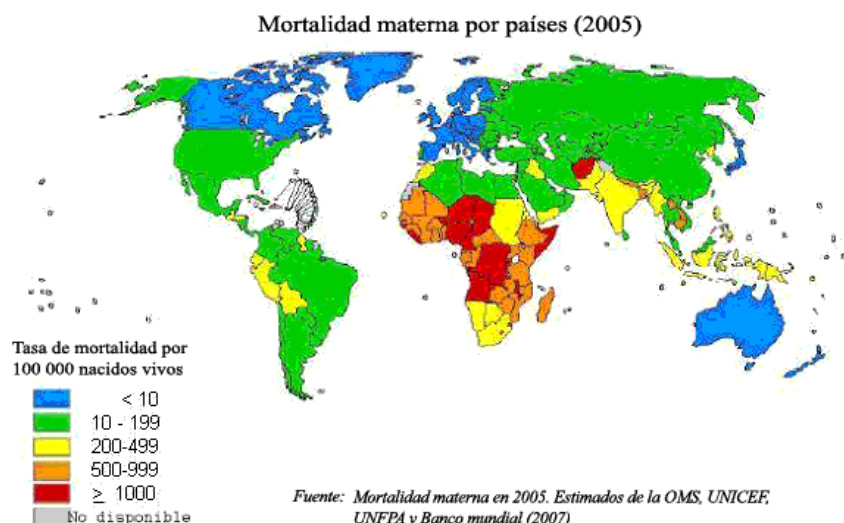 Mortalidad materna por países (2005)
Tasa de mortalidad por
100 000 nacidos vivos
< 10
10 - 199
200-499
500-999
≥ 1000
No disponible
Fuente: Mortalidad materna en 2005. Estimados de la OMS, UNICEF,
UNFPA y Banco mundial (2007)